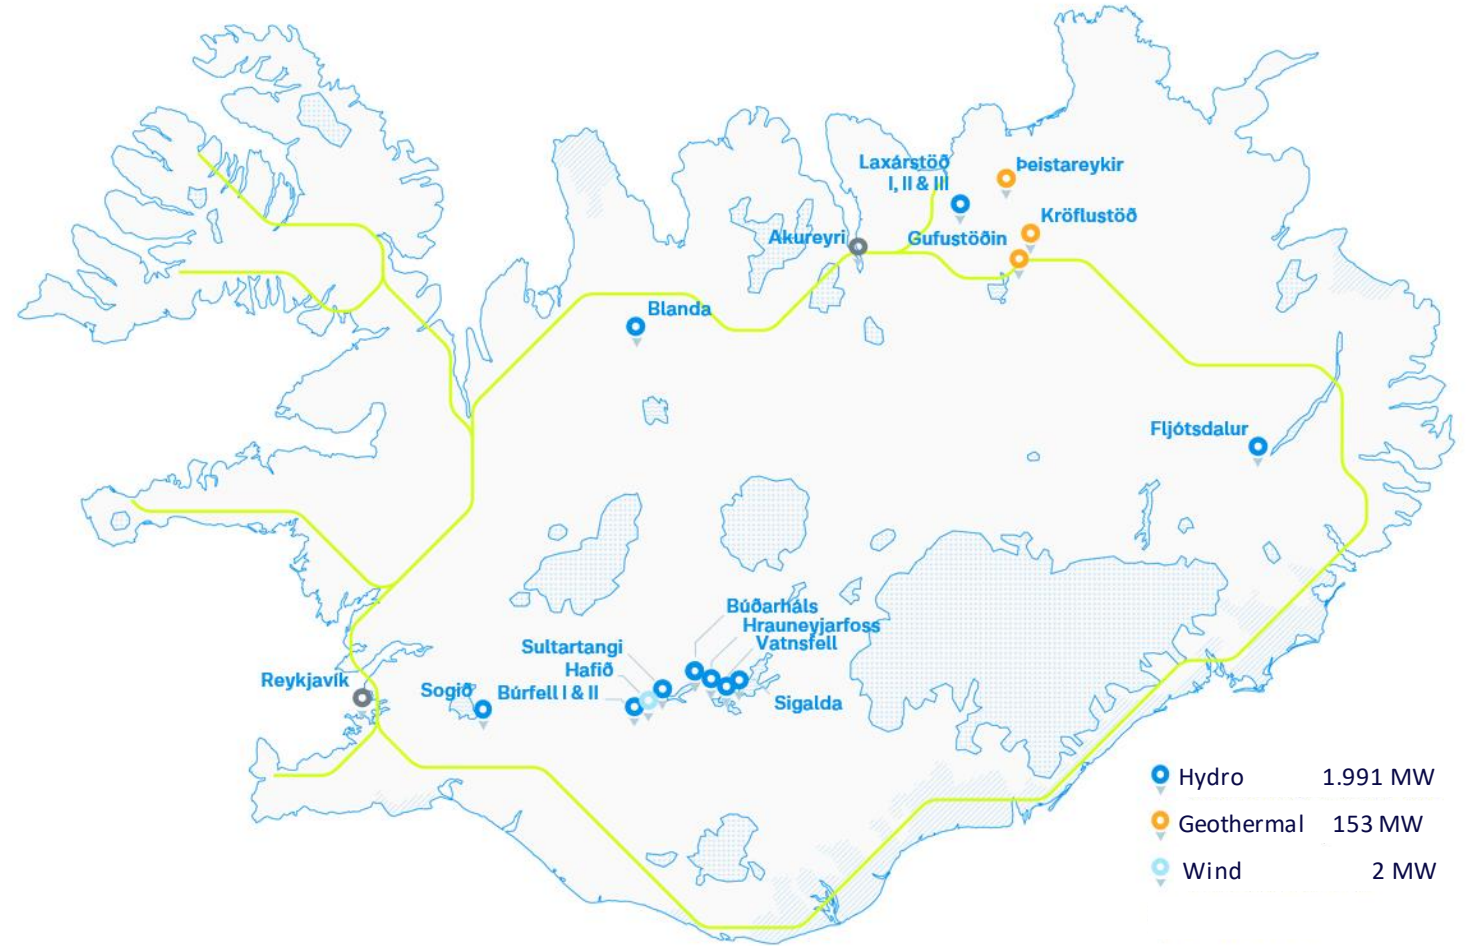 Laxárstöð
I, II & III
Þeistareykir
Kröflustöð
Akureyri
Gufustöðin
Blanda
Fljótsdalur
Búðarháls
Hrauneyjarfoss
Vatnsfell
Sultartangi
Hafið
Reykjavík
Sogið
Búrfell I & II
Sigalda
Hydro 1.991 MW
Geothermal 153 MW
Wind 2 MW